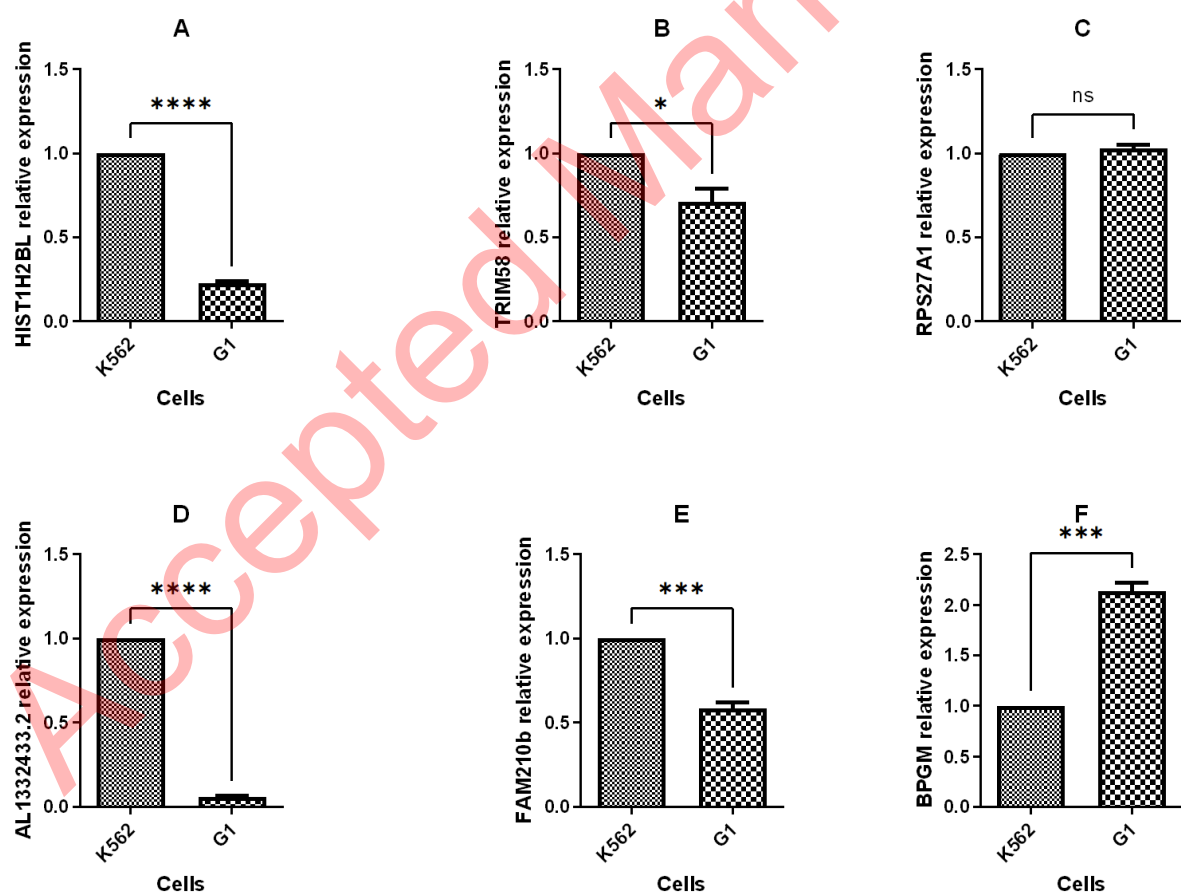 A
HIST1H2BL relative expression
1.5
1.0
0.5
0.0
****
K562
G1
Cells
B
TRIM58 relative expression
1.5
1.0
0.5
0.0
*
K562
G1
Cells
C
RPS27A1 relative expression
1.5
1.0
0.5
0.0
ns
K562
G1
Cells
D
AL1332433.2 relative expression
1.5
1.0
0.5
0.0
****
K562
G1
Cells
E
FAM210b relative expression
1.5
1.0
0.5
0.0
***
K562
G1
Cells
F
BPGM relative expression
2.5
2.0
1.5
1.0
0.5
0.0
***
K562
G1
Cells
Accepted Man